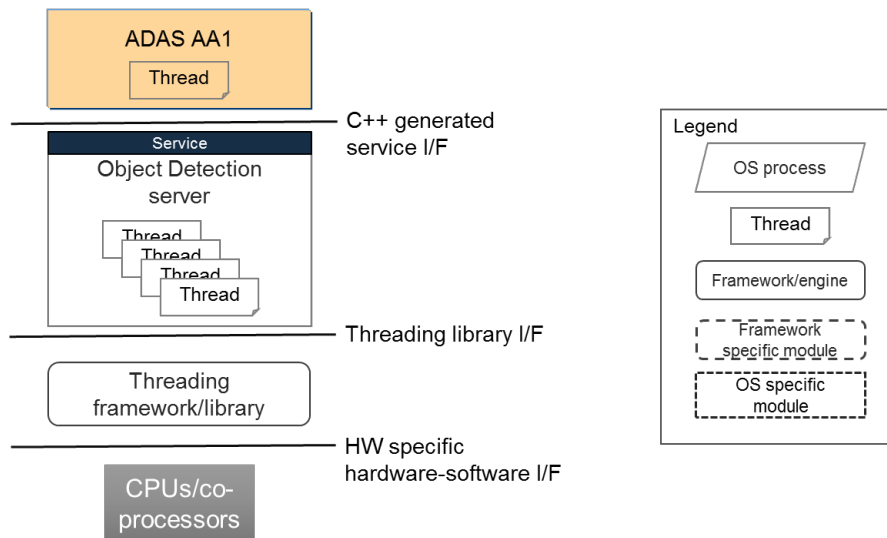 ADAS AA1
Thread
C++ generated
service I/F
Service
Object Detection
server
Thread
Thread
Thread
Thread
Threading library I/F
Threading
framework/library
HW specific
hardware-software I/F
CPUs/co-
processors
Legend
OS process
Thread
Framework/engine
Framework
specific module
OS specific
module